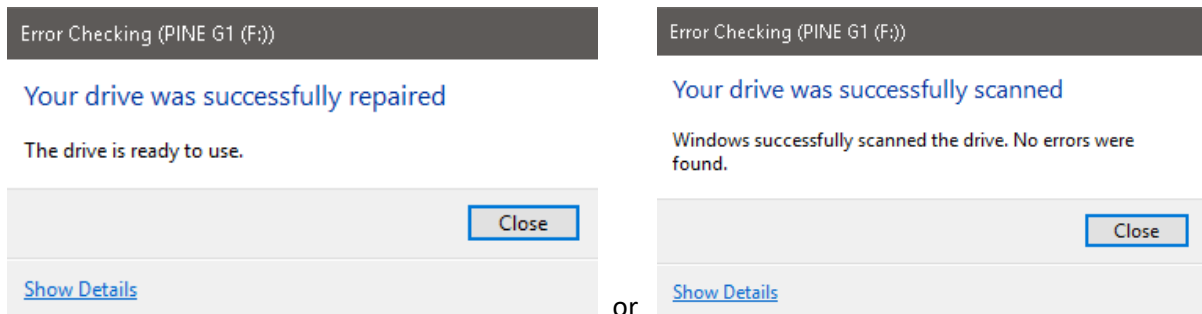 Error Checking (PINE G1 (F:))
Your drive was successfully repaired
The drive is ready to use.
Close
Show Details
or
Error Checking (PINE G1 (F:))
Your drive was successfully scanned
Windows successfully scanned the drive. No errors were
found.
Close
Show Details